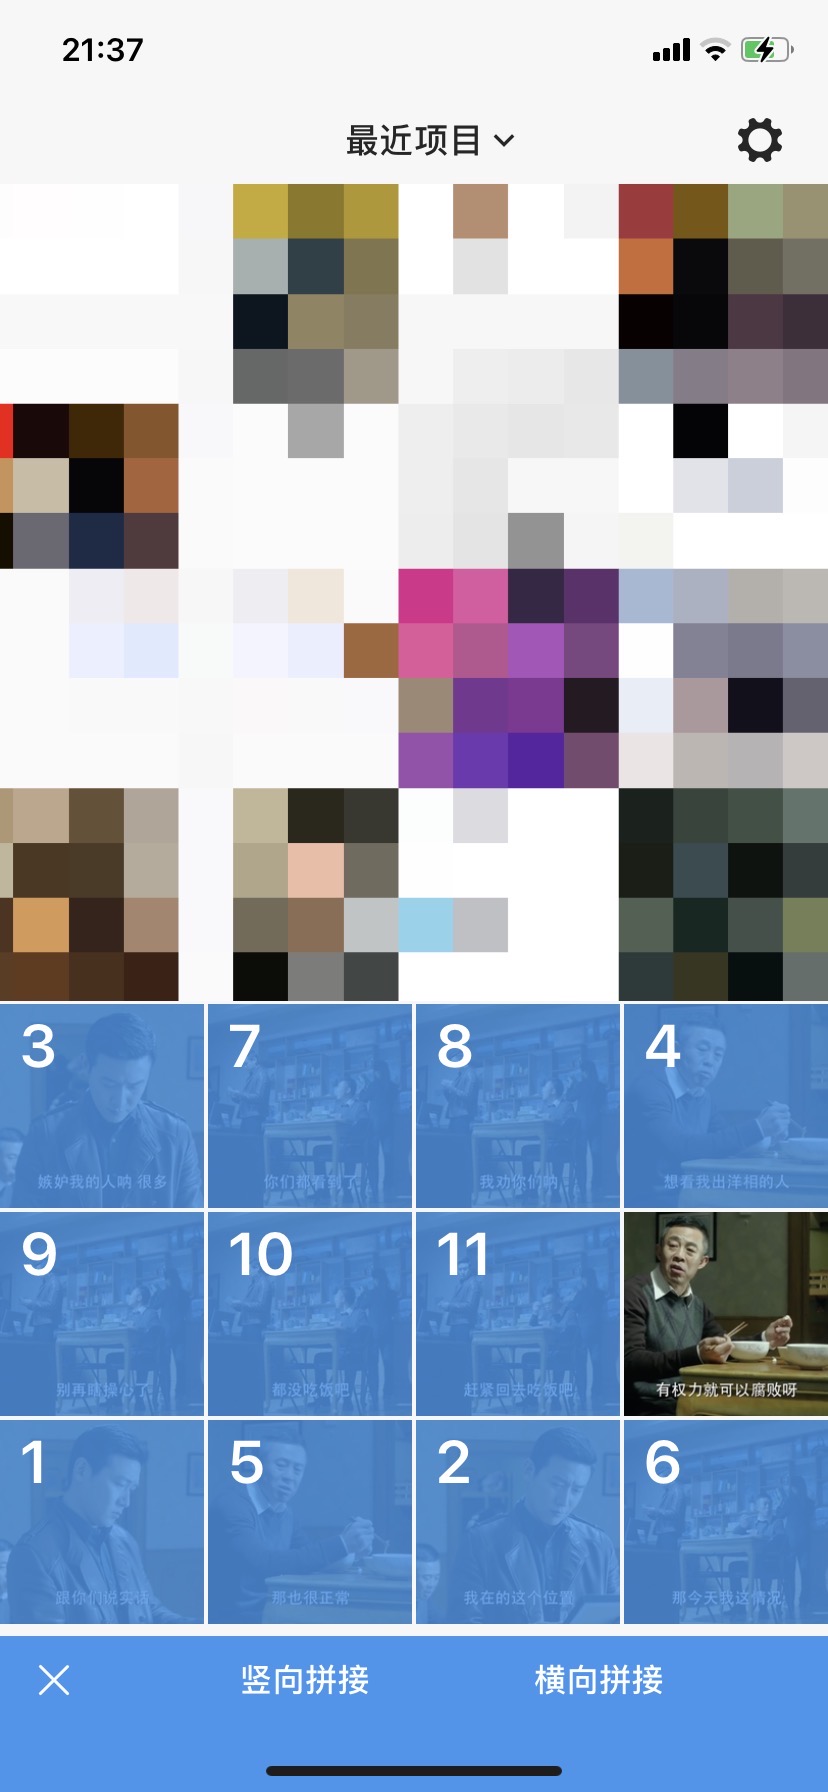 21:37
最近项目
3
嫉妒我的人呐 很多
7
你们都看到了
8
我劝你们呐
4
想看我出洋相的人
9
别再瞎操心了
10
都没吃饭吧
11
赶紧回去吃饭吧
有权力就可以腐败呀
1
跟你们说实话
5
那也很正常
2
我在的这个位置
6
那今天我这情况
竖向拼接
横向拼接